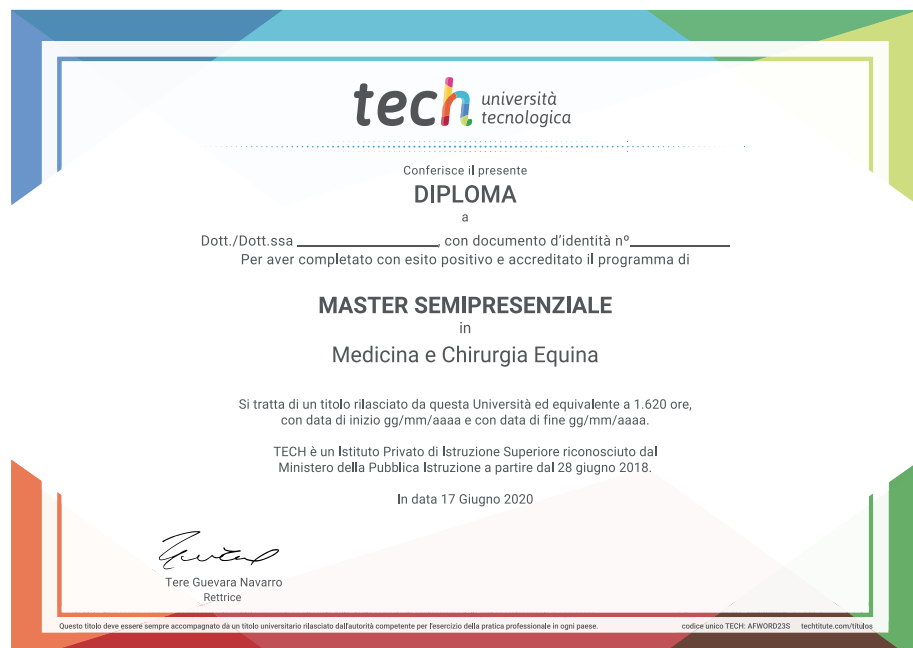 tech università
tecnologica
Conferisce il presente
DIPLOMA
a
Dott./Dott.ssa ____________________, con documento d'identità nº______________
Per aver completato con esito positivo e accreditato il programma di
MASTER SEMIPRESENZIALE
in
Medicina e Chirurgia Equina
Si tratta di un titolo rilasciato da questa Università ed equivalente a 1.620 ore,
con data di inizio gg/mm/aaaa e con data di fine gg/mm/aaaa.
TECH è un Istituto Privato di Istruzione Superiore riconosciuto dal
Ministero della Pubblica Istruzione a partire dal 28 giugno 2018.
In data 17 Giugno 2020
Tere Guevara Navarro
Rettrice
Questo titolo deve essere sempre accompagnato da un titolo universitario rilasciato dall'autorità competente per l'esercizio della pratica professionale in ogni paese. codice unico TECH: AFWORD23S techtitute.com/títulos